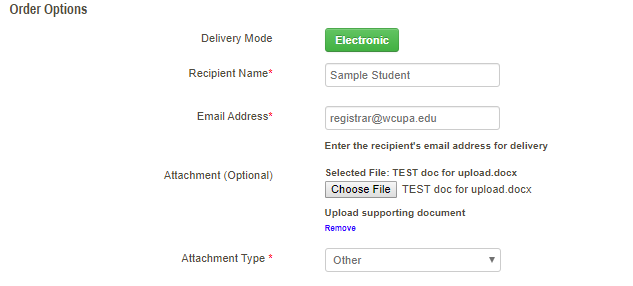 Order Options
Delivery Mode Electronic
Recipient Name* Sample Student
Email Address* registrar@wcupa.edu
Enter the recipient's email address for delivery
Attachment (Optional) Selected File: TEST doc for upload.docx
Choose File TEST doc for upload.docx
Upload supporting document
Remove
Attachment Type * Other